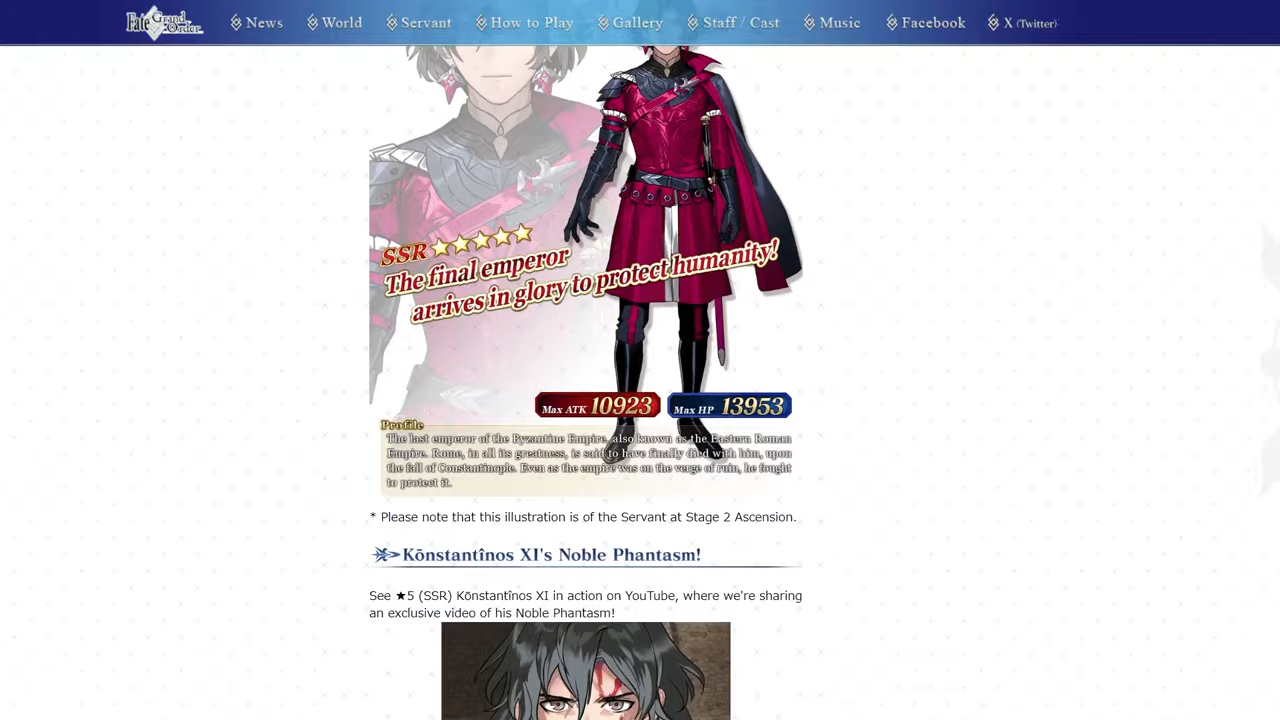 Fate Grand Order
News World Servant How to Play Gallery Staff / Cast Music Facebook X (Twitter)
SSR ★★★★★
The final emperor
arrives in glory to protect humanity!
Max ATK 10923 Max HP 13953
Profile
The last emperor of the Byzantine Empire, also known as the Eastern Roman
Empire. Rome, in all its greatness, is said to have finally died with him, upon
the fall of Constantinople. Even as the empire was on the verge of ruin, he fought
to protect it.
* Please note that this illustration is of the Servant at Stage 2 Ascension.
Kōnstantînos XI's Noble Phantasm!
See ★5 (SSR) Kōnstantînos XI in action on YouTube, where we're sharing
an exclusive video of his Noble Phantasm!